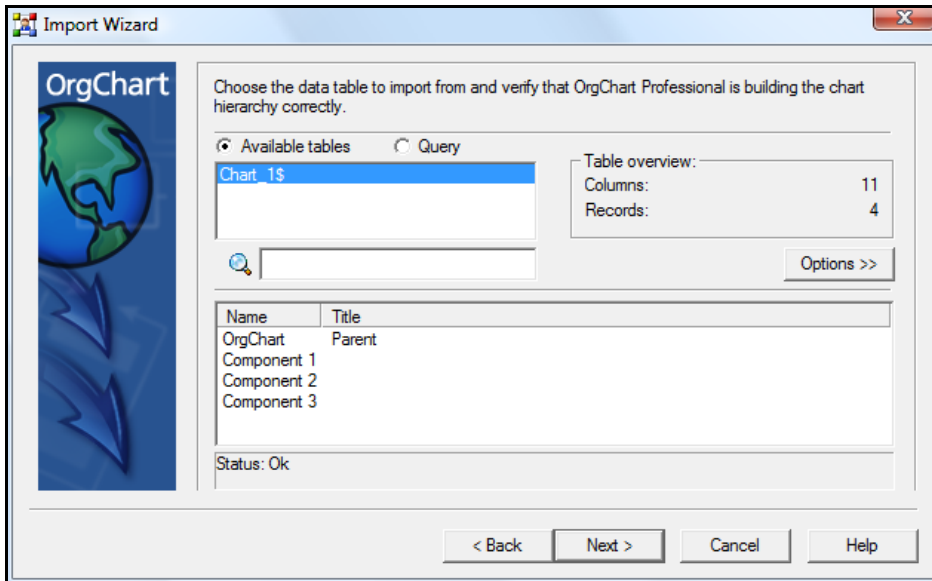 Import Wizard
OrgChart
Choose the data table to import from and verify that OrgChart Professional is building the chart
hierarchy correctly.
Available tables
Query
Chart_1$
Table overview:
Columns: 11
Records: 4
Options >>
Name Title
OrgChart Parent
Component 1
Component 2
Component 3
Status: Ok
< Back
Next >
Cancel
Help